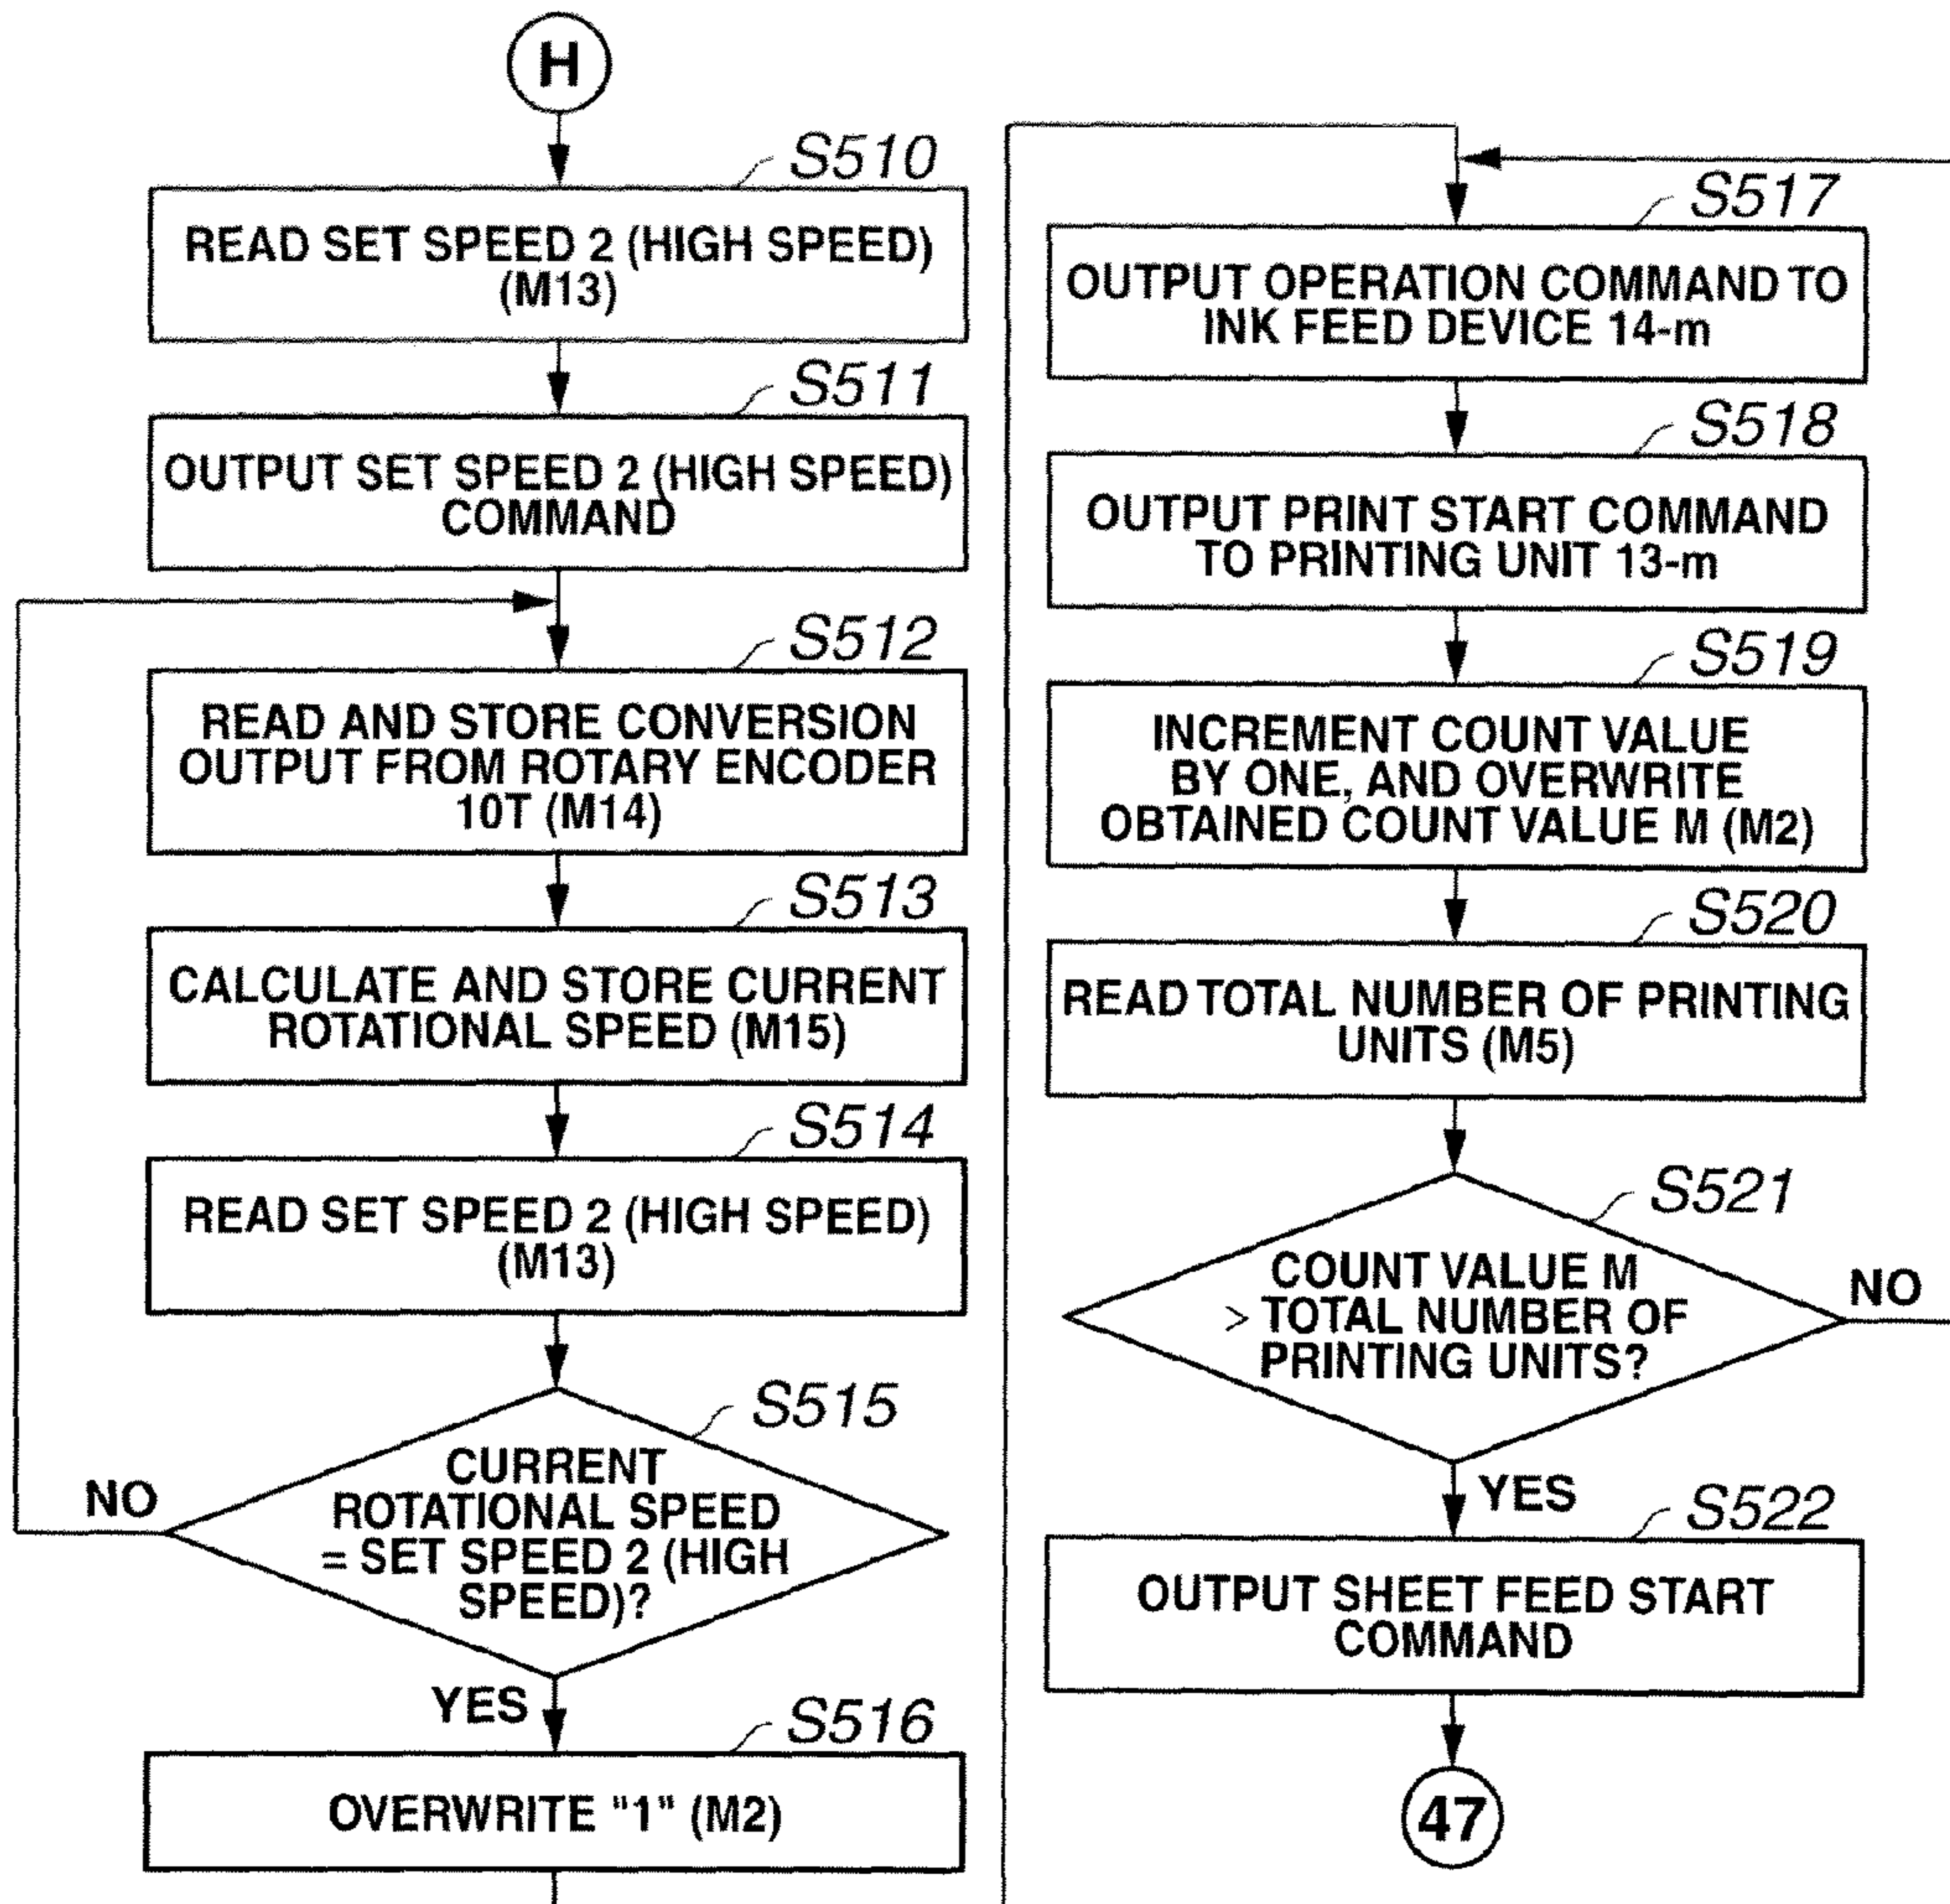 H
S510
READ SET SPEED 2 (HIGH SPEED)
(M13)
S511
OUTPUT SET SPEED 2 (HIGH SPEED)
COMMAND
S512
READ AND STORE CONVERSION
OUTPUT FROM ROTARY ENCODER
10T (M14)
S513
CALCULATE AND STORE CURRENT
ROTATIONAL SPEED (M15)
S514
READ SET SPEED 2 (HIGH SPEED)
(M13)
S515
CURRENT
ROTATIONAL SPEED
= SET SPEED 2 (HIGH
SPEED)?
NO
YES
S516
OVERWRITE "1" (M2)
S517
OUTPUT OPERATION COMMAND TO
INK FEED DEVICE 14-m
S518
OUTPUT PRINT START COMMAND
TO PRINTING UNIT 13-m
S519
INCREMENT COUNT VALUE
BY ONE, AND OVERWRITE
OBTAINED COUNT VALUE M (M2)
S520
READ TOTAL NUMBER OF PRINTING
UNITS (M5)
S521
COUNT VALUE M
> TOTAL NUMBER OF
PRINTING UNITS?
NO
YES
S522
OUTPUT SHEET FEED START
COMMAND
47